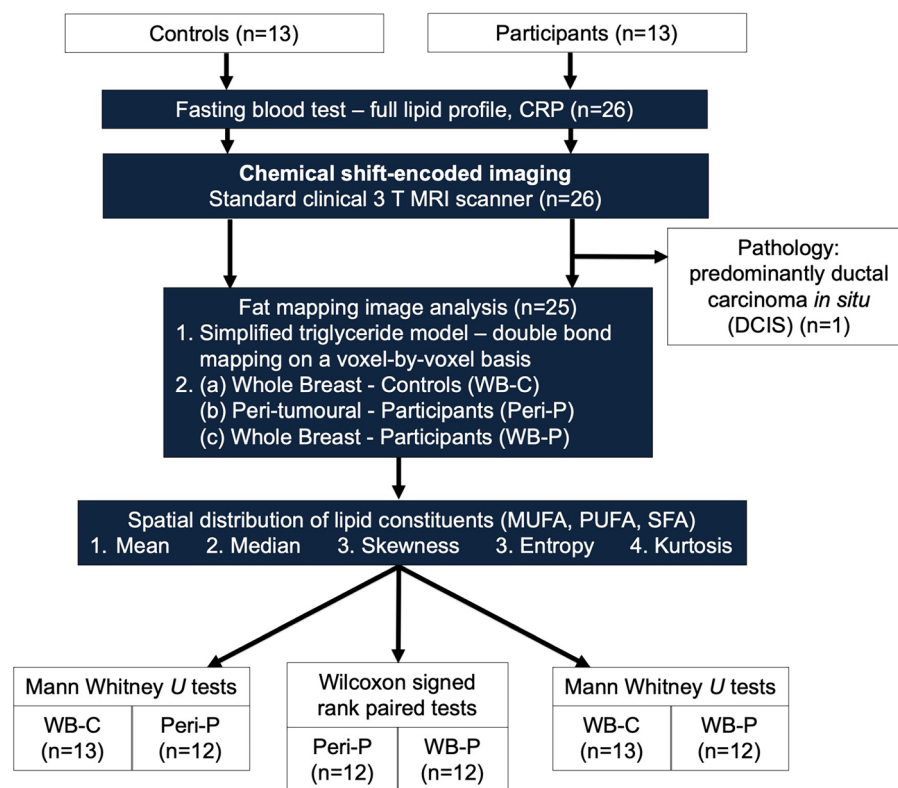 Controls (n=13)
Participants (n=13)
Fasting blood test – full lipid profile, CRP (n=26)
Chemical shift-encoded imaging
Standard clinical 3 T MRI scanner (n=26)
Pathology:
predominantly ductal
carcinoma in situ
(DCIS) (n=1)
Fat mapping image analysis (n=25)
1. Simplified triglyceride model – double bond
mapping on a voxel-by-voxel basis
2. (a) Whole Breast - Controls (WB-C)
(b) Peri-tumoural - Participants (Peri-P)
(c) Whole Breast - Participants (WB-P)
Spatial distribution of lipid constituents (MUFA, PUFA, SFA)
1. Mean 2. Median 3. Skewness 3. Entropy 4. Kurtosis
Mann Whitney U tests
WB-C
(n=13)
Peri-P
(n=12)
Wilcoxon signed
rank paired tests
Peri-P
(n=12)
WB-P
(n=12)
Mann Whitney U tests
WB-C
(n=13)
WB-P
(n=12)